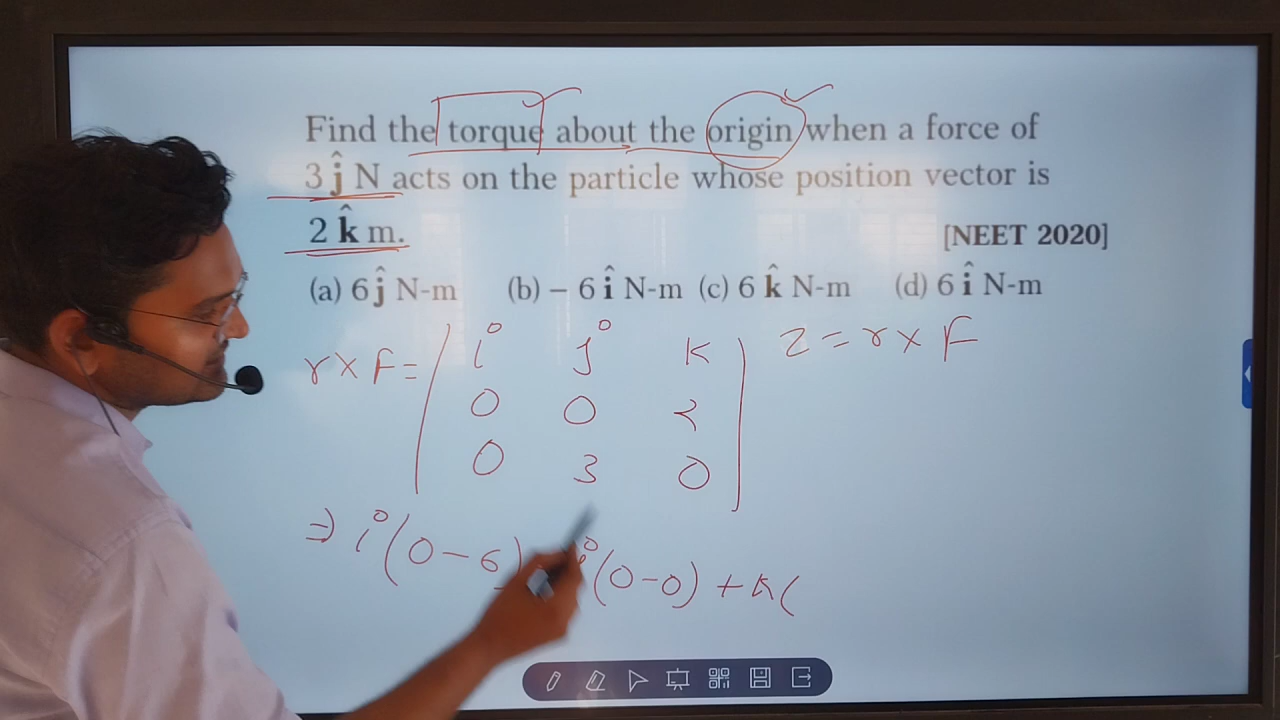 Find the torque about the origin when a force of
3 ĵ N acts on the particle whose position vector is
2 k̂ m. [NEET 2020]
(a) 6 ĵ N-m (b) – 6 î N-m (c) 6 k̂ N-m (d) 6 î N-m
r × F = | i j k | τ = r × F
0 0 2
0 3 0
⇒ i(0 – 6) (0 – 0) + k(